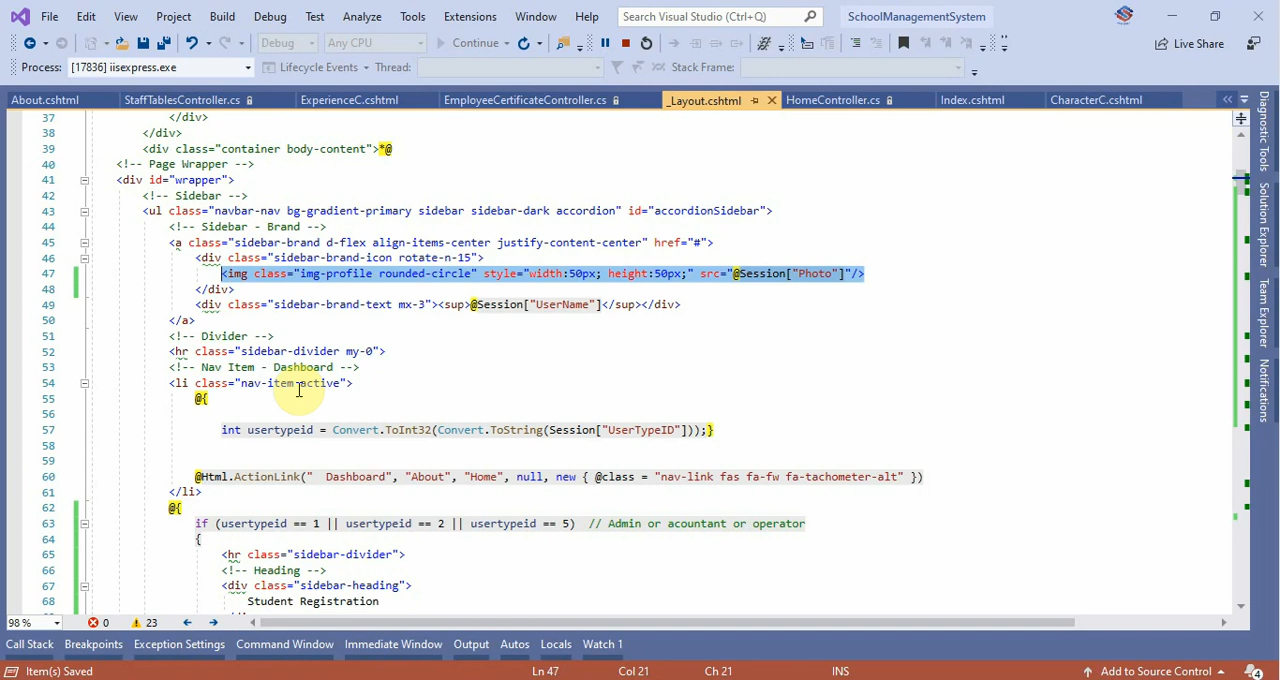 File Edit View Project Build Debug Test Analyze Tools Extensions Window Help Search Visual Studio (Ctrl+Q) SchoolManagementSystem
Debug Any CPU Continue Live Share
Process: [17836] iisexpress.exe Lifecycle Events Thread: Stack Frame:
About.cshtml StaffTablesController.cs ExperienceC.cshtml EmployeeCertificateController.cs _Layout.cshtml HomeController.cs Index.cshtml CharacterC.cshtml
37 </div>
38 </div>
39 <div class="container body-content">*@
40 <!-- Page Wrapper -->
41 <div id="wrapper">
42 <!-- Sidebar -->
43 <ul class="navbar-nav bg-gradient-primary sidebar sidebar-dark accordion" id="accordionSidebar">
44 <!-- Sidebar - Brand -->
45 <a class="sidebar-brand d-flex align-items-center justify-content-center" href="#">
46 <div class="sidebar-brand-icon rotate-n-15">
47 <img class="img-profile rounded-circle" style="width:50px; height:50px;" src="@Session["Photo"]"/>
48 </div>
49 <div class="sidebar-brand-text mx-3"><sup>@Session["UserName"]</sup></div>
50 </a>
51 <!-- Divider -->
52 <hr class="sidebar-divider my-0">
53 <!-- Nav Item - Dashboard -->
54 <li class="nav-item active">
55 @{
56
57 int usertypeid = Convert.ToInt32(Convert.ToString(Session["UserTypeID"]));}
58
59
60 @Html.ActionLink("  Dashboard", "About", "Home", null, new { @class = "nav-link fas fa-fw fa-tachometer-alt" })
61 </li>
62 @{
63 if (usertypeid == 1 || usertypeid == 2 || usertypeid == 5)  // Admin or acountant or operator
64 {
65 <hr class="sidebar-divider">
66 <!-- Heading -->
67 <div class="sidebar-heading">
68 Student Registration
Diagnostic Tools
Solution Explorer
Team Explorer
Notifications
98 % 0 23
Call Stack Breakpoints Exception Settings Command Window Immediate Window Output Autos Locals Watch 1
Item(s) Saved Ln 47 Col 21 Ch 21 INS Add to Source Control 4